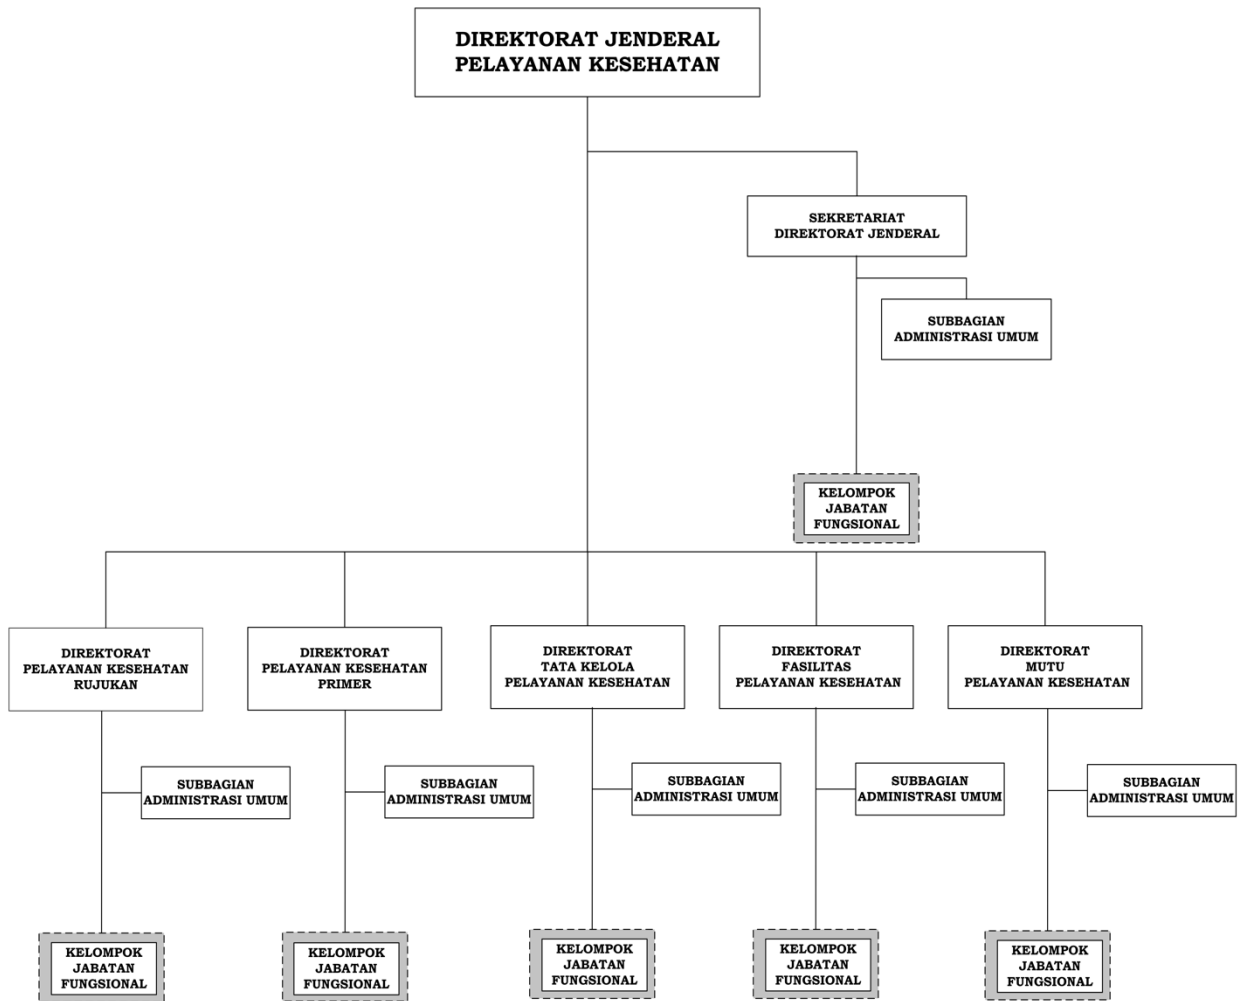 DIREKTORAT JENDERAL
PELAYANAN KESEHATAN
SEKRETARIAT
DIREKTORAT JENDERAL
SUBBAGIAN
ADMINISTRASI UMUM
KELOMPOK
JABATAN
FUNGSIONAL
DIREKTORAT
PELAYANAN KESEHATAN
RUJUKAN
DIREKTORAT
PELAYANAN KESEHATAN
PRIMER
DIREKTORAT
TATA KELOLA
PELAYANAN KESEHATAN
DIREKTORAT
FASILITAS
PELAYANAN KESEHATAN
DIREKTORAT
MUTU
PELAYANAN KESEHATAN
SUBBAGIAN
ADMINISTRASI UMUM
SUBBAGIAN
ADMINISTRASI UMUM
SUBBAGIAN
ADMINISTRASI UMUM
SUBBAGIAN
ADMINISTRASI UMUM
SUBBAGIAN
ADMINISTRASI UMUM
KELOMPOK
JABATAN
FUNGSIONAL
KELOMPOK
JABATAN
FUNGSIONAL
KELOMPOK
JABATAN
FUNGSIONAL
KELOMPOK
JABATAN
FUNGSIONAL
KELOMPOK
JABATAN
FUNGSIONAL